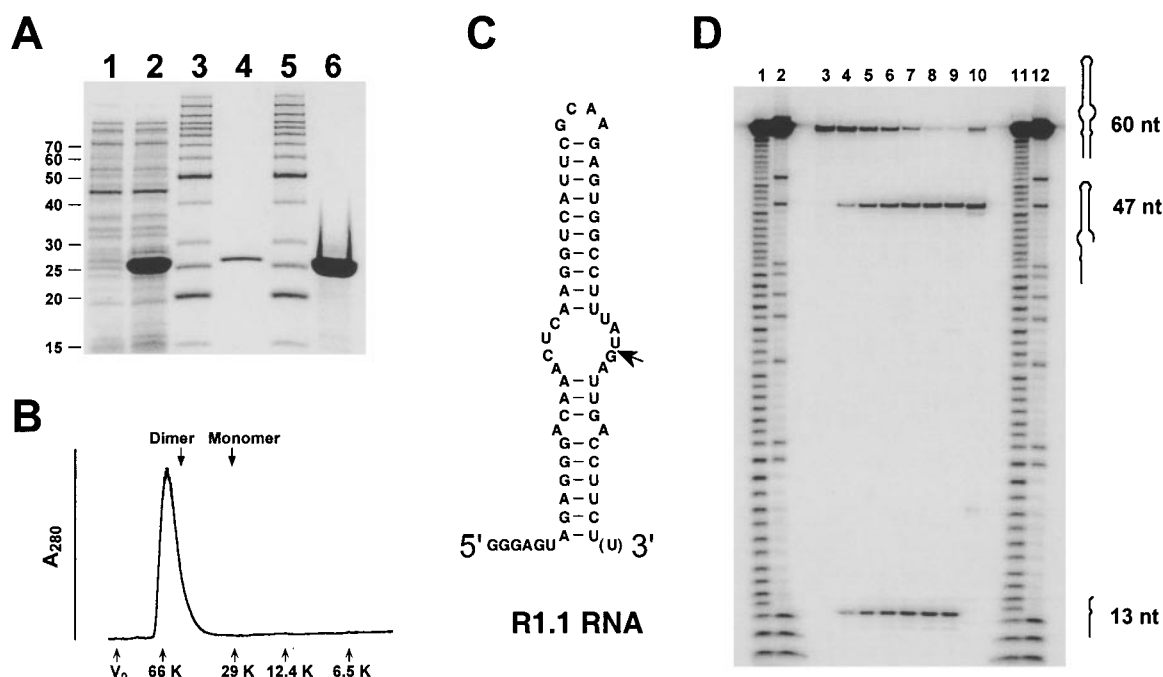 A
1 2 3 4 5 6
70
60
50
40
30
25
20
15
B
Dimer Monomer
A280
Vo 66 K 29 K 12.4 K 6.5 K
C
C A
G A
C – G
U – A
U – G
A – U
C – G
U – G
G – C
G – C
A – U
A – U
C U
U A
U
C G
A A
A – U
A – U
C – G
A A
G – C
G – C
G – U
A – U
G – C
5' GGGAGU A – U (U) 3'
R1.1 RNA
D
1 2 3 4 5 6 7 8 9 10 11 12
60 nt
47 nt
13 nt